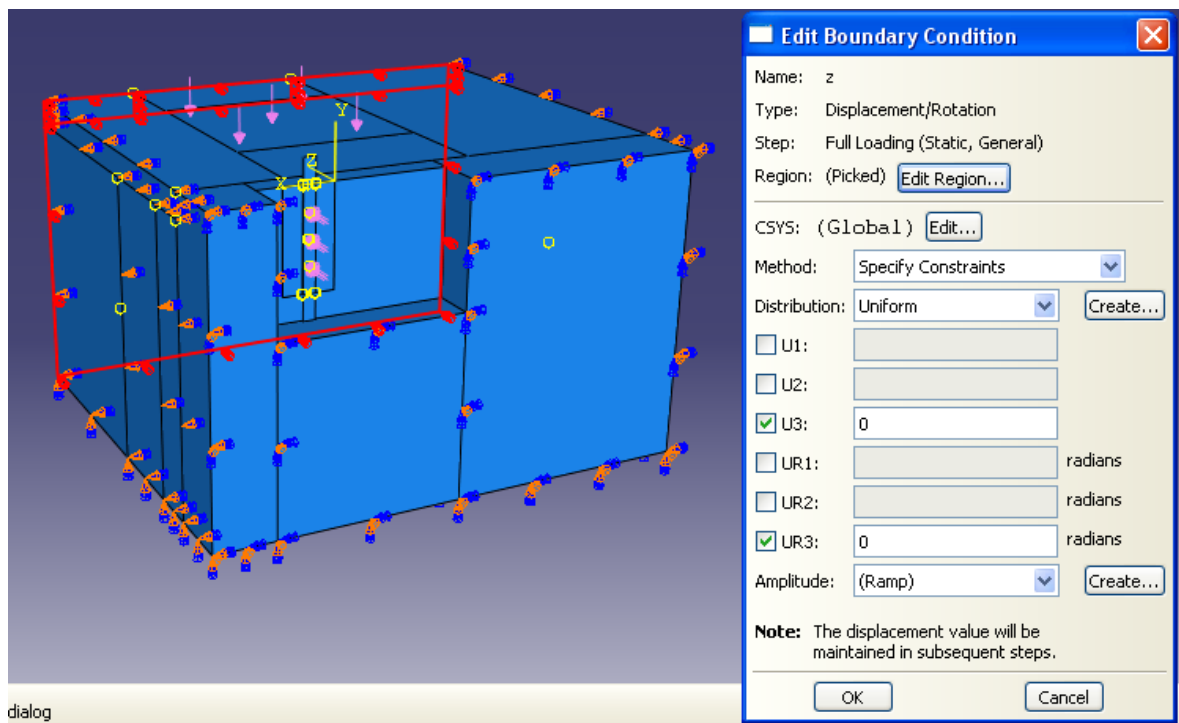 Edit Boundary Condition
Name: z
Type: Displacement/Rotation
Step: Full Loading (Static, General)
Region: (Picked) Edit Region...
CSYS: (Global) Edit...
Method: Specify Constraints
Distribution: Uniform Create...
U1:
U2:
U3: 0
UR1: radians
UR2: radians
UR3: 0 radians
Amplitude: (Ramp) Create...
Note: The displacement value will be
maintained in subsequent steps.
OK Cancel
Y
Z
X
dialog